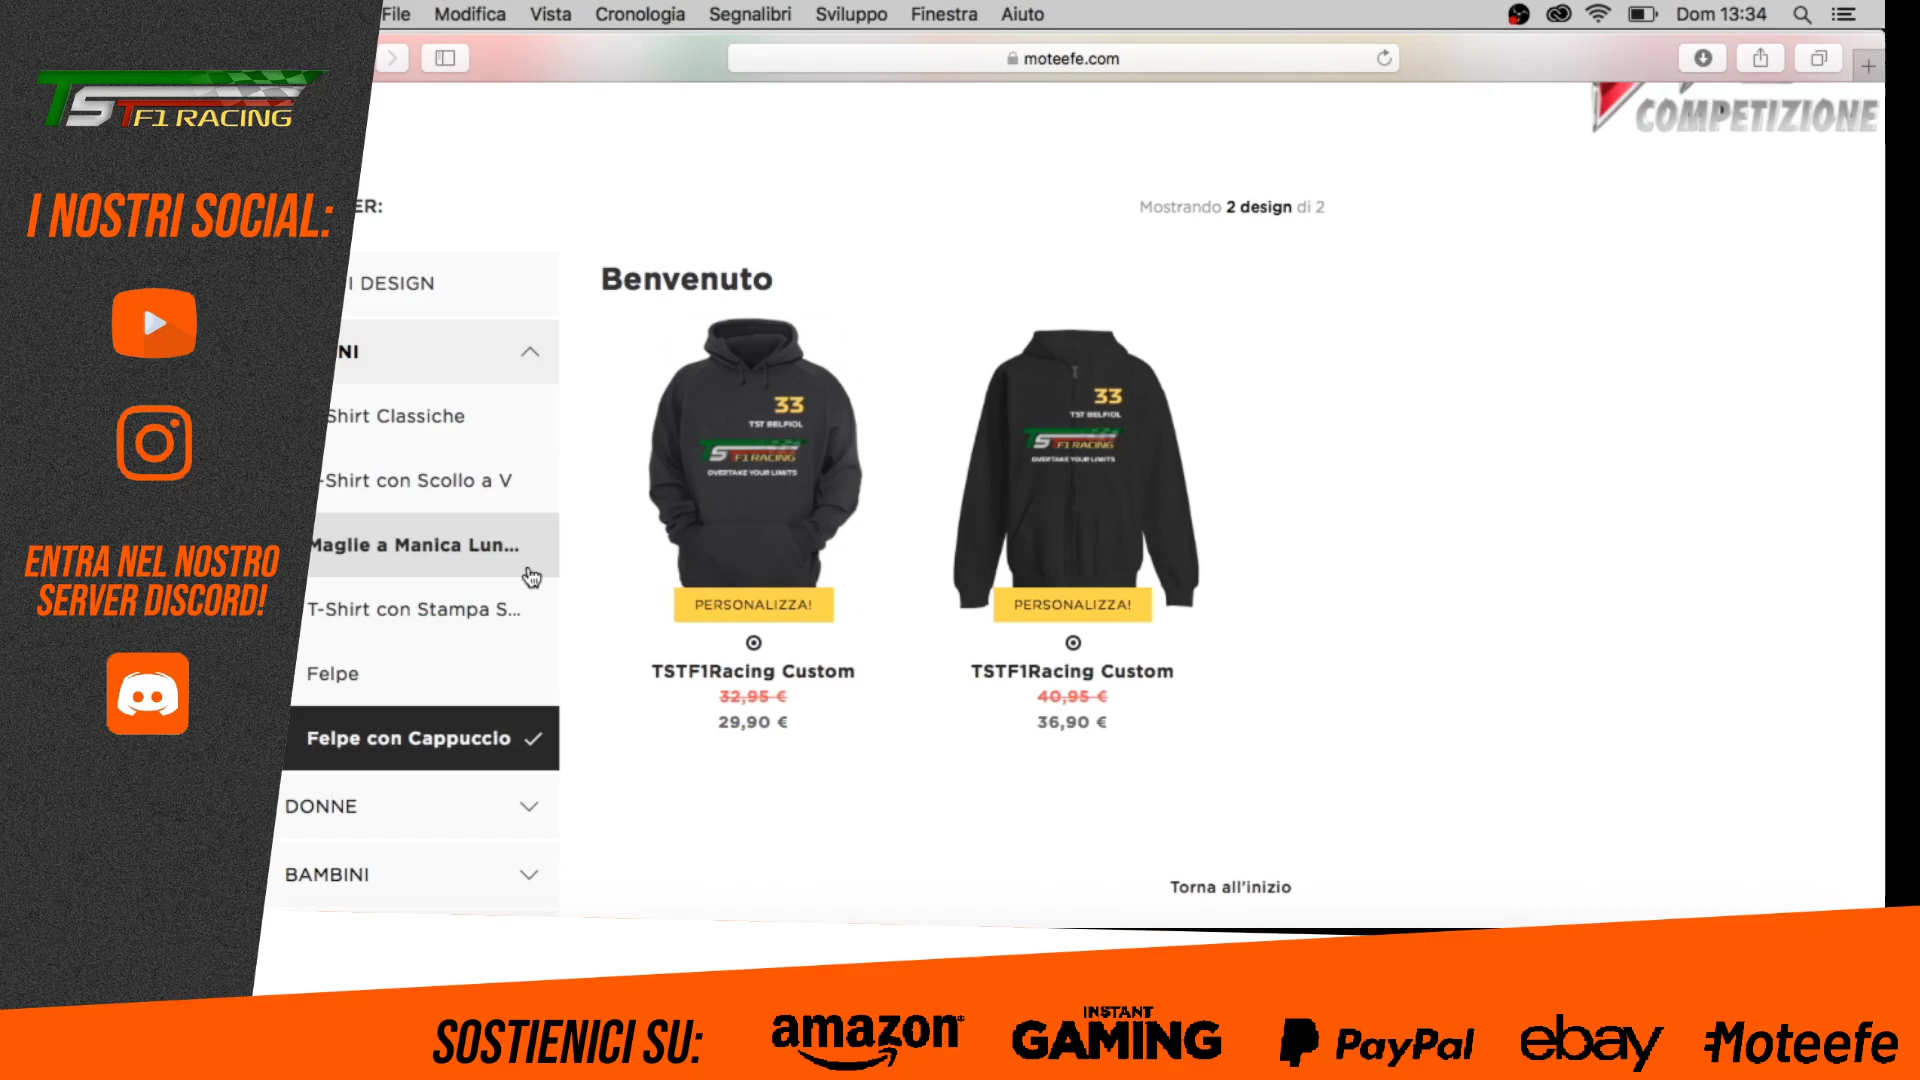 File Modifica Vista Cronologia Segnalibri Sviluppo Finestra Aiuto
Dom 13:34
moteefe.com
TSTF1 RACING
COMPETIZIONE
I NOSTRI SOCIAL:
ER:
Mostrando 2 design di 2
I DESIGN
Benvenuto
NI
Shirt Classiche
-Shirt con Scollo a V
Maglie a Manica Lun...
T-Shirt con Stampa S...
Felpe
Felpe con Cappuccio
DONNE
BAMBINI
ENTRA NEL NOSTRO
SERVER DISCORD!
33
TST BELFIOL
TS F1 RACING
OVERTAKE YOUR LIMITS
PERSONALIZZA!
TSTF1Racing Custom
32,95 €
29,90 €
33
TST BELFIOL
TS F1 RACING
OVERTAKE YOUR LIMITS
PERSONALIZZA!
TSTF1Racing Custom
40,95 €
36,90 €
Torna all'inizio
SOSTIENICI SU: amazon INSTANT GAMING PayPal ebay Moteefe